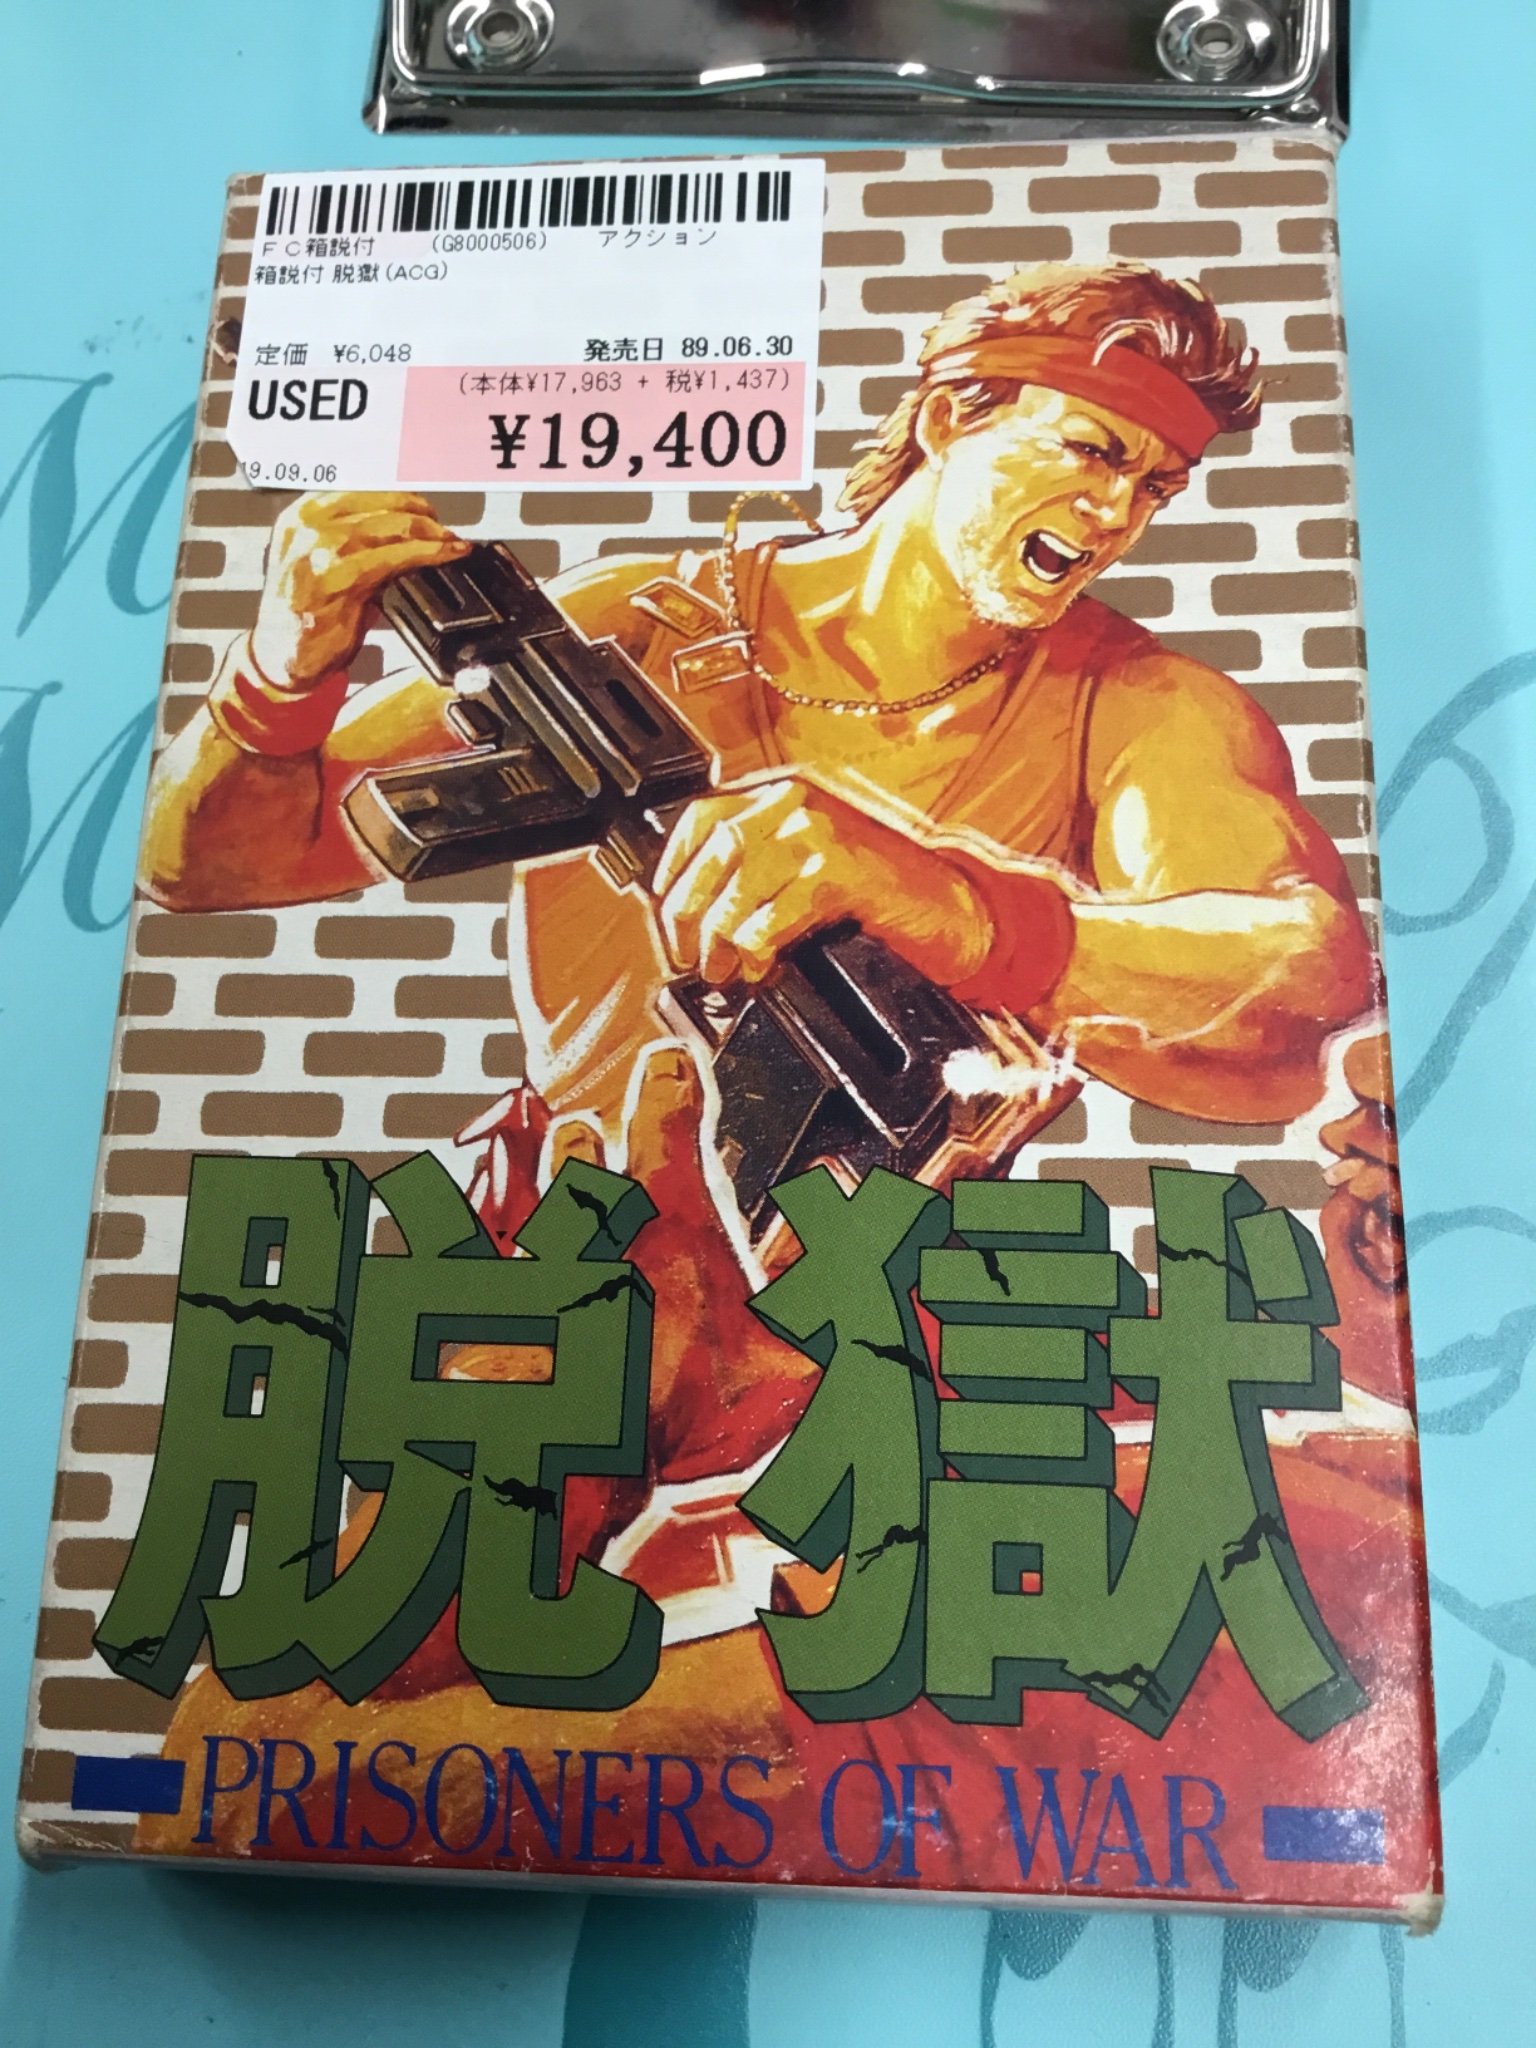 FC箱説付 (G8000506) アクション
箱説付 脱獄(ACG)
定価 ¥6,048 発売日 89.06.30
USED (本体¥17,963 + 税¥1,437)
¥19,400
19.09.06
脱獄
PRISONERS OF WAR